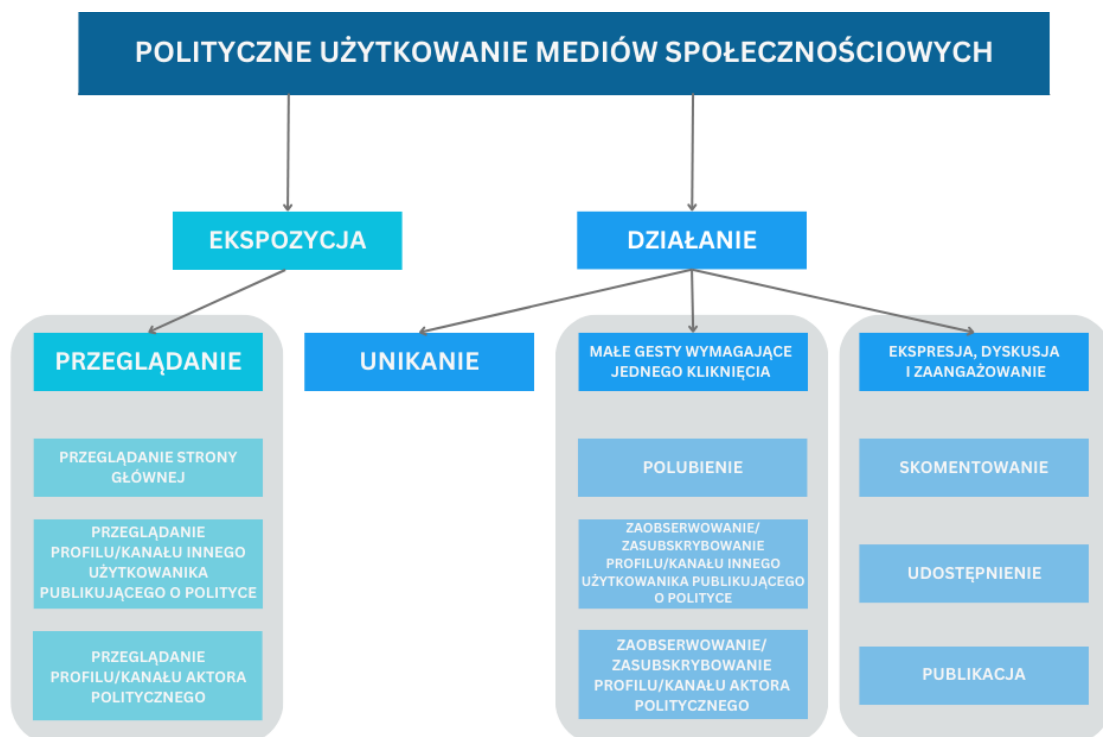 POLITYCZNE UŻYTKOWANIE MEDIÓW SPOŁECZNOŚCIOWYCH
EKSPOZYCJA
DZIAŁANIE
PRZEGLĄDANIE
UNIKANIE
MAŁE GESTY WYMAGAJĄCE
JEDNEGO KLIKNIĘCIA
EKSPRESJA, DYSKUSJA
I ZAANGAŻOWANIE
PRZEGLĄDANIE STRONY
GŁÓWNEJ
POLUBIENIE
SKOMENTOWANIE
PRZEGLĄDANIE
PROFILU/KANAŁU INNEGO
UŻYTKOWANIKA
PUBLIKUJĄCEGO O POLITYCE
ZAOBSERWOWANIE/
ZASUBSKRYBOWANIE
PROFILU/KANAŁU INNEGO
UŻYTKOWANIKA PUBLIKUJĄCEGO
O POLITYCE
UDOSTĘPNIENIE
PRZEGLĄDANIE
PROFILU/KANAŁU AKTORA
POLITYCZNEGO
ZAOBSERWOWANIE/
ZASUBSKRYBOWANIE
PROFILU/KANAŁU AKTORA
POLITYCZNEGO
PUBLIKACJA